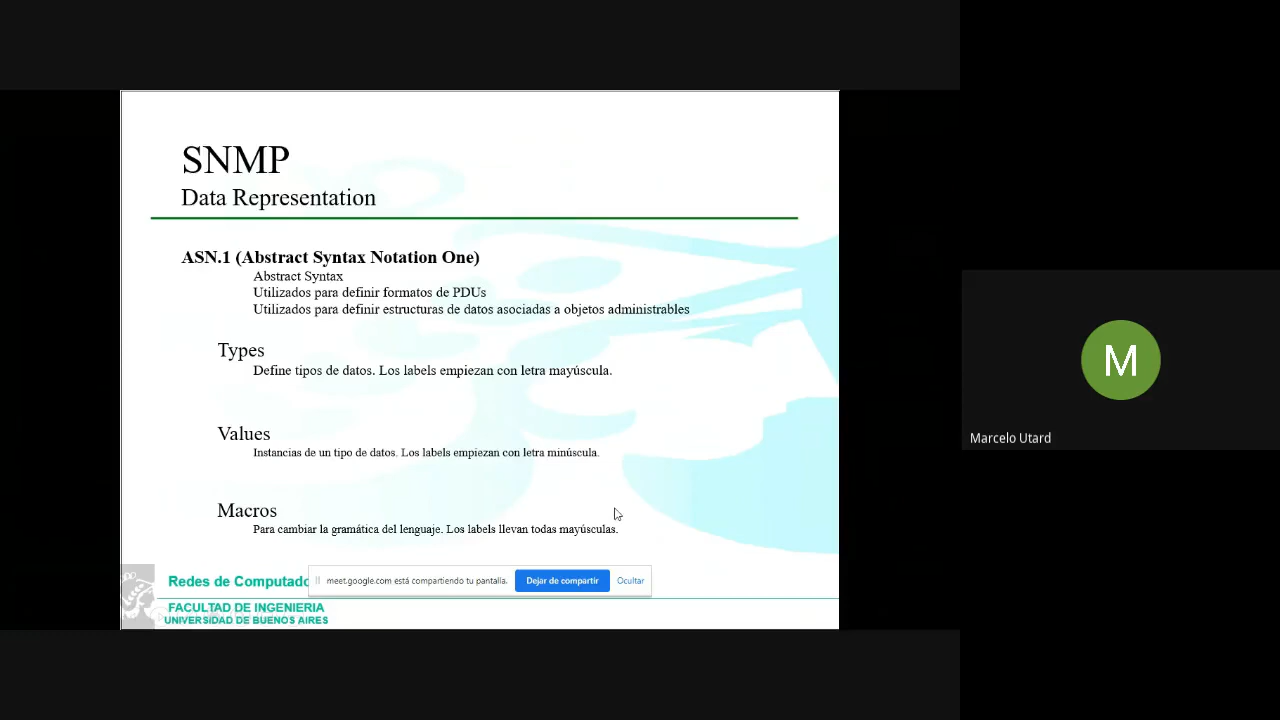 SNMP
Data Representation
ASN.1 (Abstract Syntax Notation One)
Abstract Syntax
Utilizados para definir formatos de PDUs
Utilizados para definir estructuras de datos asociadas a objetos administrables
Types
Define tipos de datos. Los labels empiezan con letra mayúscula.
Values
Instancias de un tipo de datos. Los labels empiezan con letra minúscula.
Macros
Para cambiar la gramática del lenguaje. Los labels llevan todas mayúsculas.
Redes de Computado
meet.google.com está compartiendo tu pantalla.
Dejar de compartir
Ocultar
FACULTAD DE INGENIERIA
UNIVERSIDAD DE BUENOS AIRES
M
Marcelo Utard